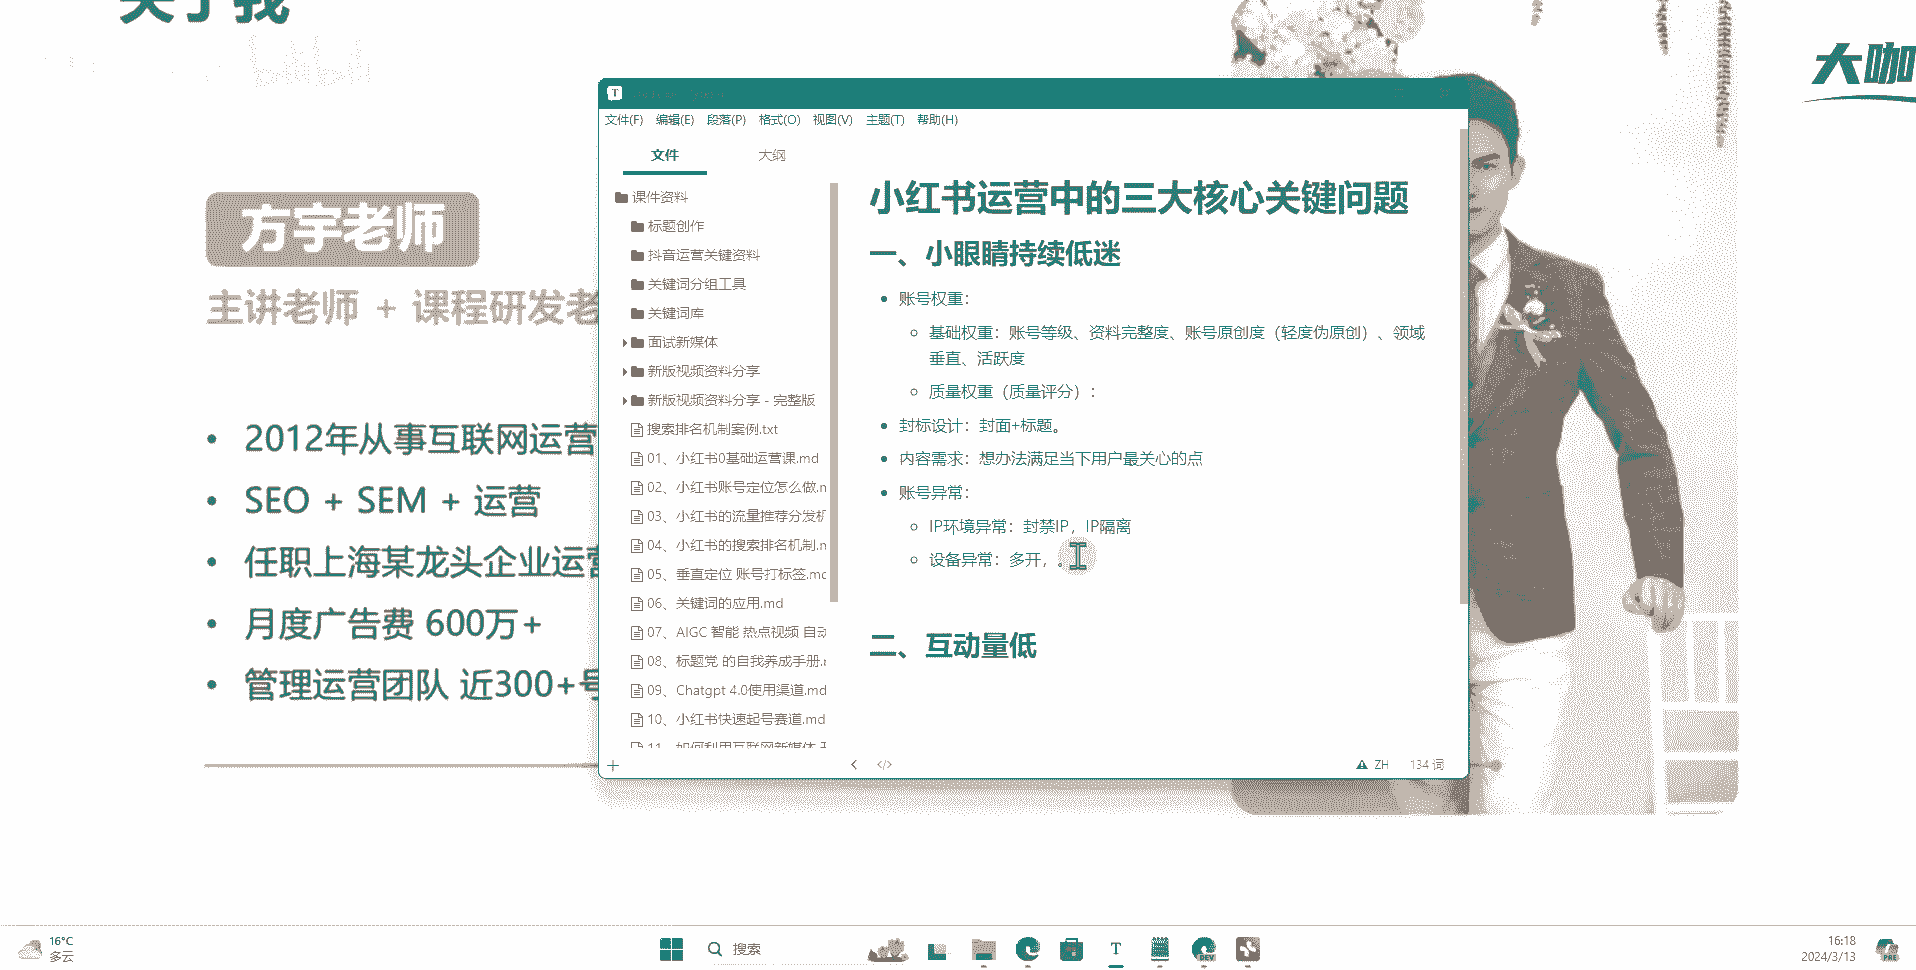 关于我
大咖
方宇老师
主讲老师 + 课程研发老
2012年从事互联网运营
SEO + SEM + 运营
任职上海某龙头企业运营
月度广告费 600万+
管理运营团队 近300+号
T
文件(F) 编辑(E) 段落(P) 格式(O) 视图(V) 主题(T) 帮助(H)
文件 大纲
课件资料
标题创作
抖音运营关键资料
关键词分组工具
关键词库
面试新媒体
新版视频资料分享
新版视频资料分享 - 完整版
搜索排名机制案例.txt
01、小红书0基础运营课.md
02、小红书账号定位怎么做.n
03、小红书的流量推荐分发机
04、小红书的搜索排名机制.n
05、垂直定位 账号打标签.mc
06、关键词的应用.md
07、AIGC 智能 热点视频 自动
08、标题党 的自我养成手册.r
09、Chatgpt 4.0使用渠道.md
10、小红书快速起号赛道.md
11、如何利用互联网新媒体
小红书运营中的三大核心关键问题
一、小眼睛持续低迷
账号权重：
基础权重：账号等级、资料完整度、账号原创度（轻度伪原创）、领域
垂直、活跃度
质量权重（质量评分）：
封标设计：封面+标题。
内容需求：想办法满足当下用户最关心的点
账号异常：
IP环境异常：封禁IP，IP隔离
设备异常：多开，。
二、互动量低
+
< </> ZH 134 词
16°C
多云
搜索
T
DEV
16:18
2024/3/13
PRE